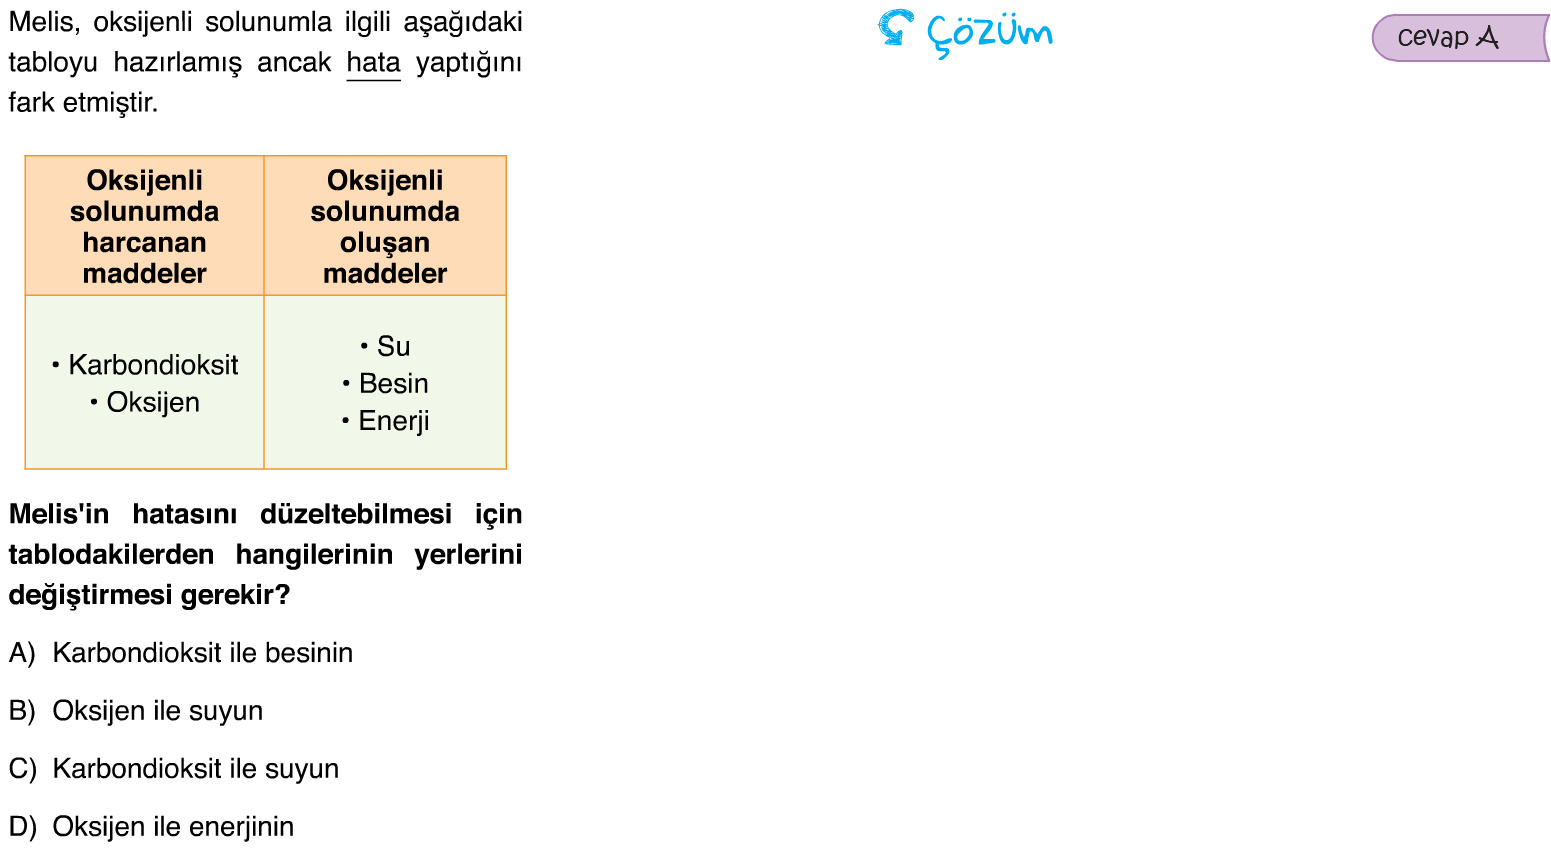 Melis, oksijenli solunumla ilgili aşağıdaki
tabloyu hazırlamış ancak hata yaptığını
fark etmiştir.
Oksijenli
solunumda
harcanan
maddeler
Oksijenli
solunumda
oluşan
maddeler
• Karbondioksit
• Oksijen
• Su
• Besin
• Enerji
Melis'in hatasını düzeltebilmesi için
tablodakilerden hangilerinin yerlerini
değiştirmesi gerekir?
A) Karbondioksit ile besinin
B) Oksijen ile suyun
C) Karbondioksit ile suyun
D) Oksijen ile enerjinin
Çözüm
cevap A